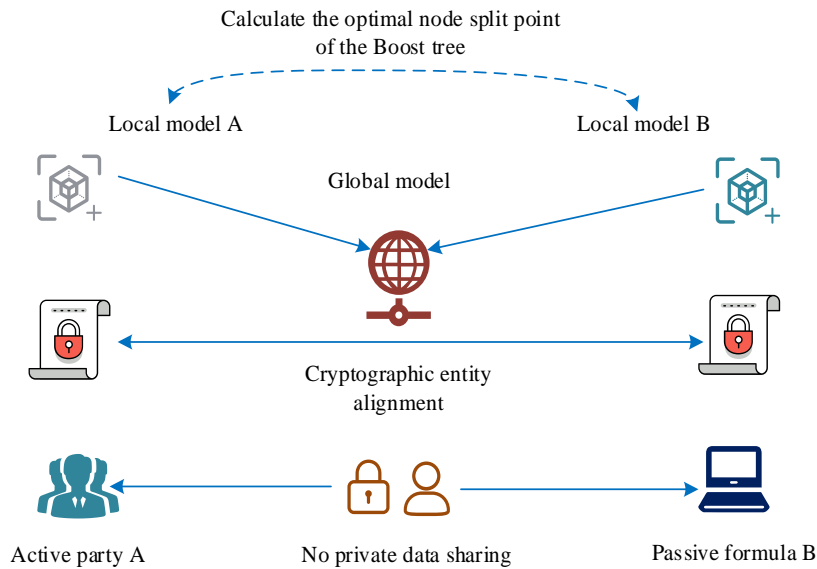 Calculate the optimal node split point
of the Boost tree
Local model A
Local model B
Global model
Cryptographic entity
alignment
Active party A
No private data sharing
Passive formula B